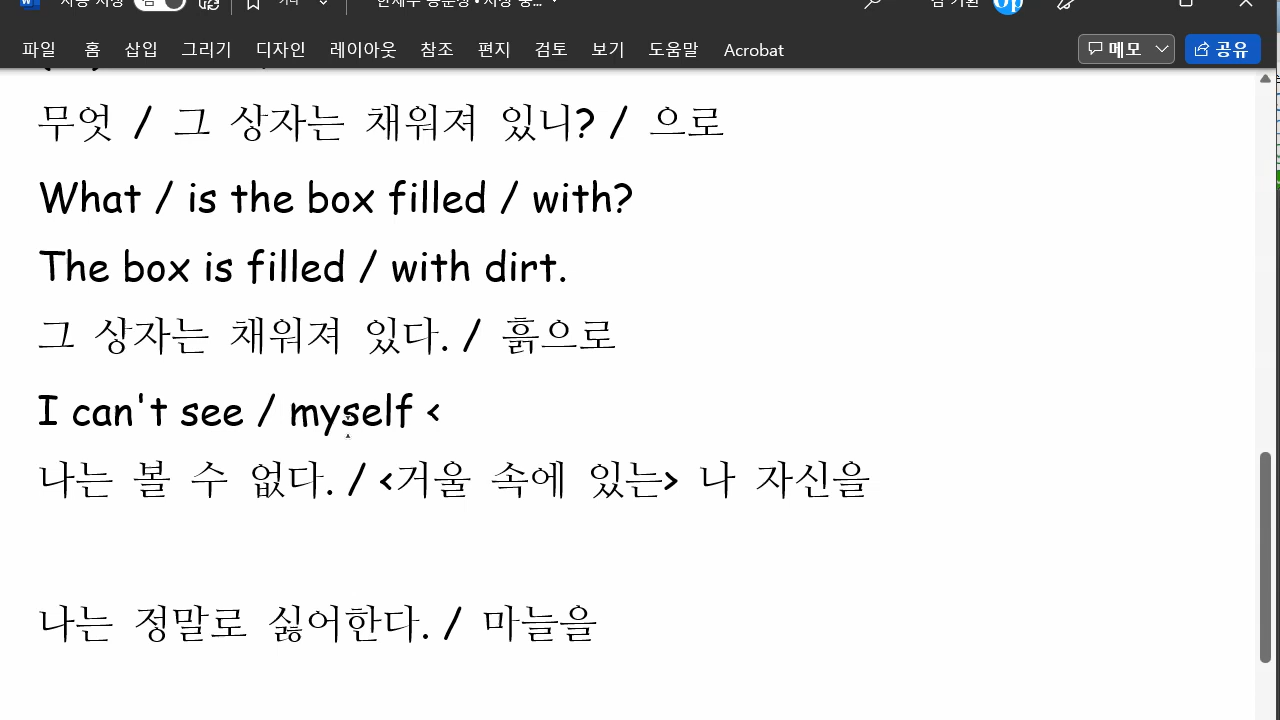 파일 홈 삽입 그리기 디자인 레이아웃 참조 편지 검토 보기 도움말 Acrobat 메모 공유
무엇 / 그 상자는 채워져 있니? / 으로
What / is the box filled / with?
The box is filled / with dirt.
그 상자는 채워져 있다. / 흙으로
I can't see / myself <
나는 볼 수 없다. / <거울 속에 있는> 나 자신을
나는 정말로 싫어한다. / 마늘을